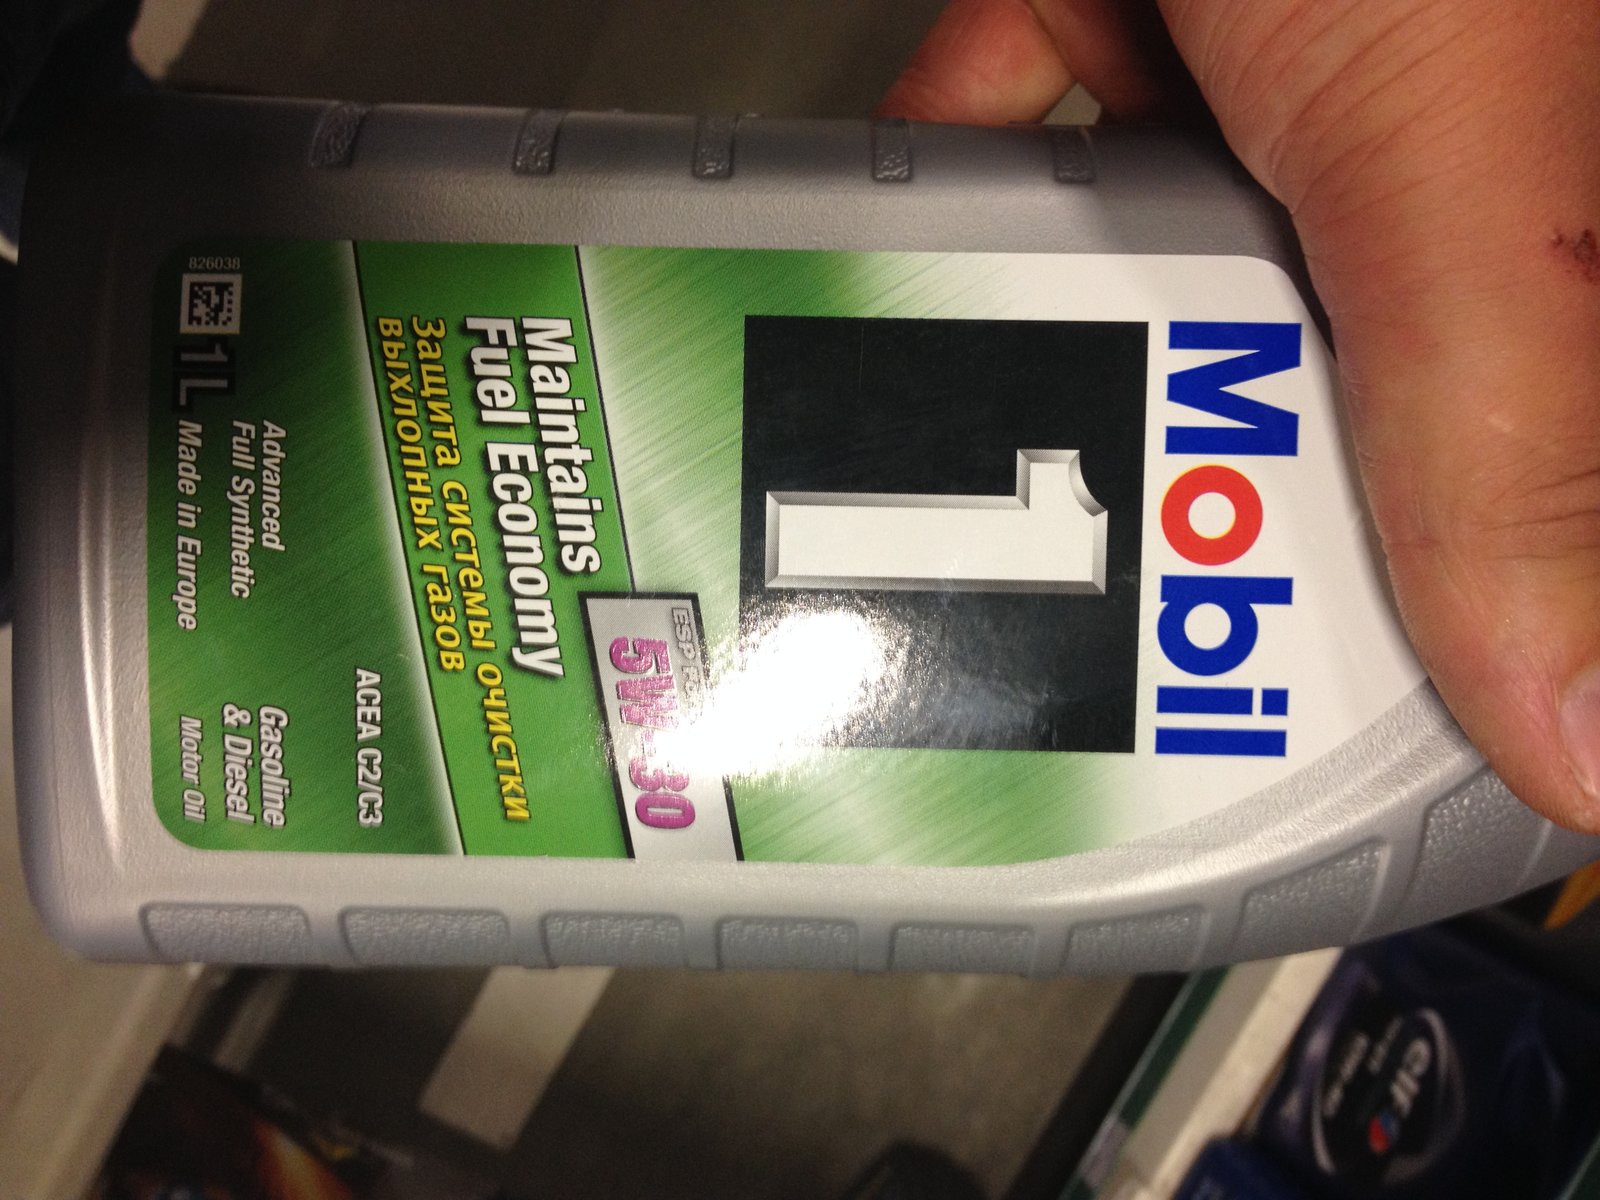 Mobil
1
ESP
5W-30
Maintains
Fuel Economy
Защита системы очистки
выхлопных газов
ACEA C2/C3
826038
1L
Advanced
Full Synthetic
Made in Europe
Gasoline
& Diesel
Motor Oil
elf